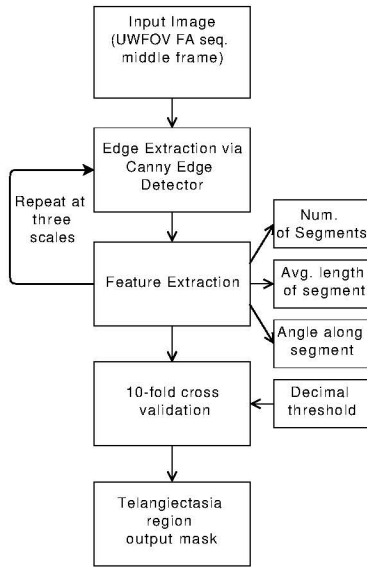 Input Image
(UWFOV FA seq.
middle frame)
Edge Extraction via
Canny Edge
Detector
Repeat at
three
scales
Feature Extraction
Num.
of Segments
Avg. length
of segment
Angle along
segment
10-fold cross
validation
Decimal
threshold
Telangiectasia
region
output mask